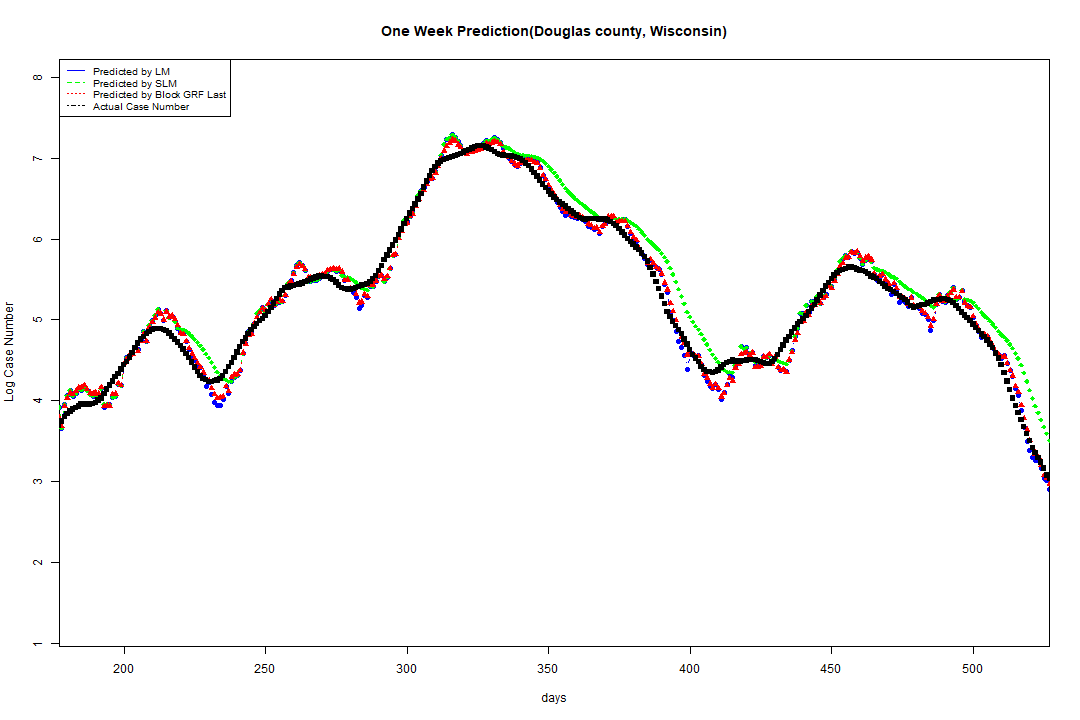 One Week Prediction(Douglas county, Wisconsin)
Predicted by LM
Predicted by SLM
Predicted by Block GRF Last
Actual Case Number
8
7
6
5
4
3
2
1
Log Case Number
200 250 300 350 400 450 500
days